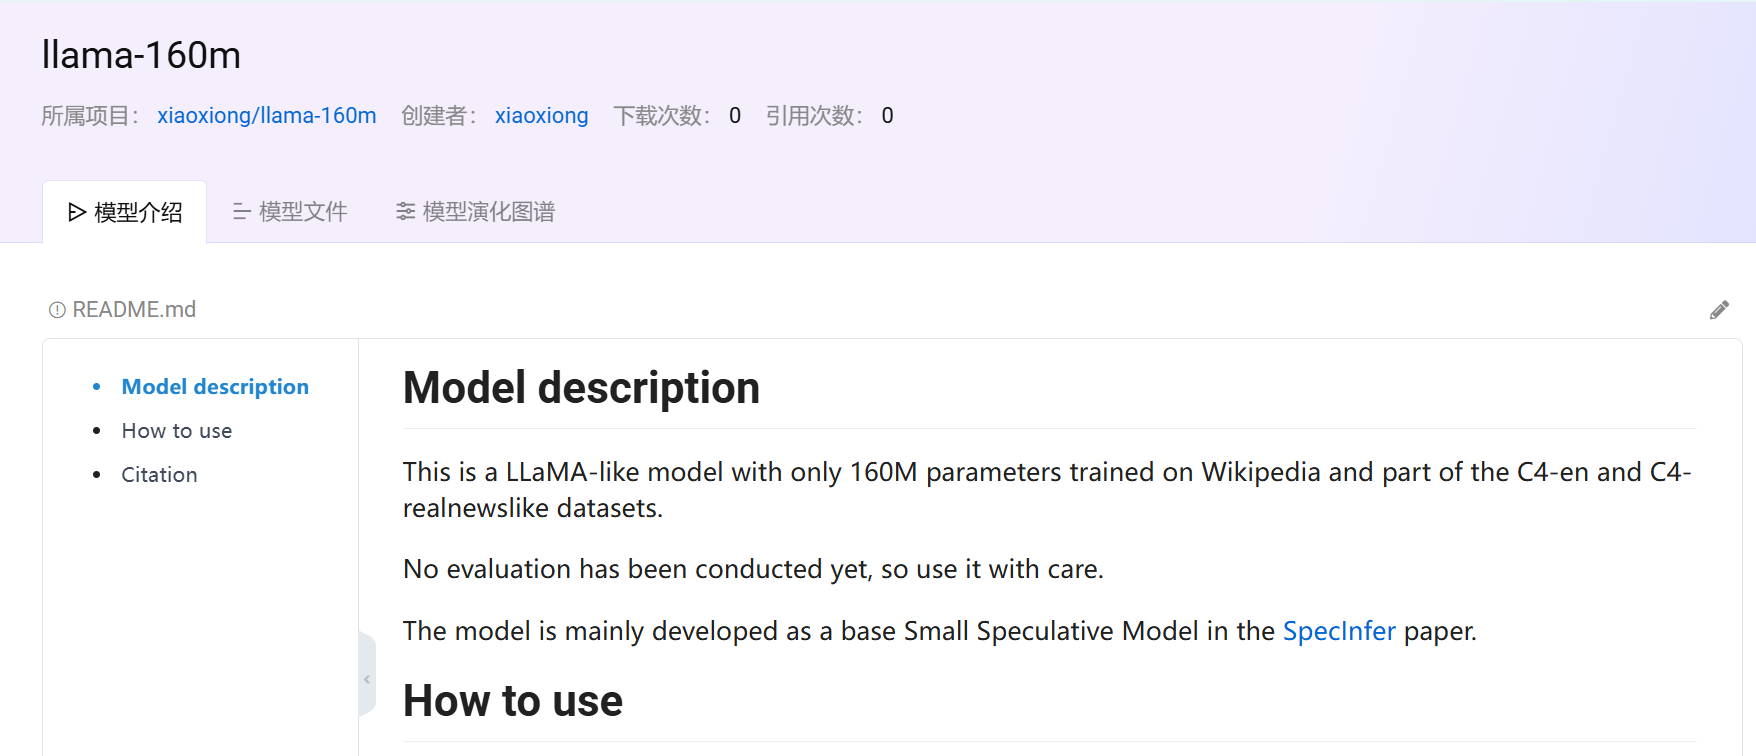 llama-160m
所属项目： xiaoxiong/llama-160m 创建者： xiaoxiong 下载次数： 0 引用次数： 0
模型介绍 模型文件 模型演化图谱
README.md
Model description
How to use
Citation
Model description
This is a LLaMA-like model with only 160M parameters trained on Wikipedia and part of the C4-en and C4-
realnewslike datasets.
No evaluation has been conducted yet, so use it with care.
The model is mainly developed as a base Small Speculative Model in the SpecInfer paper.
How to use